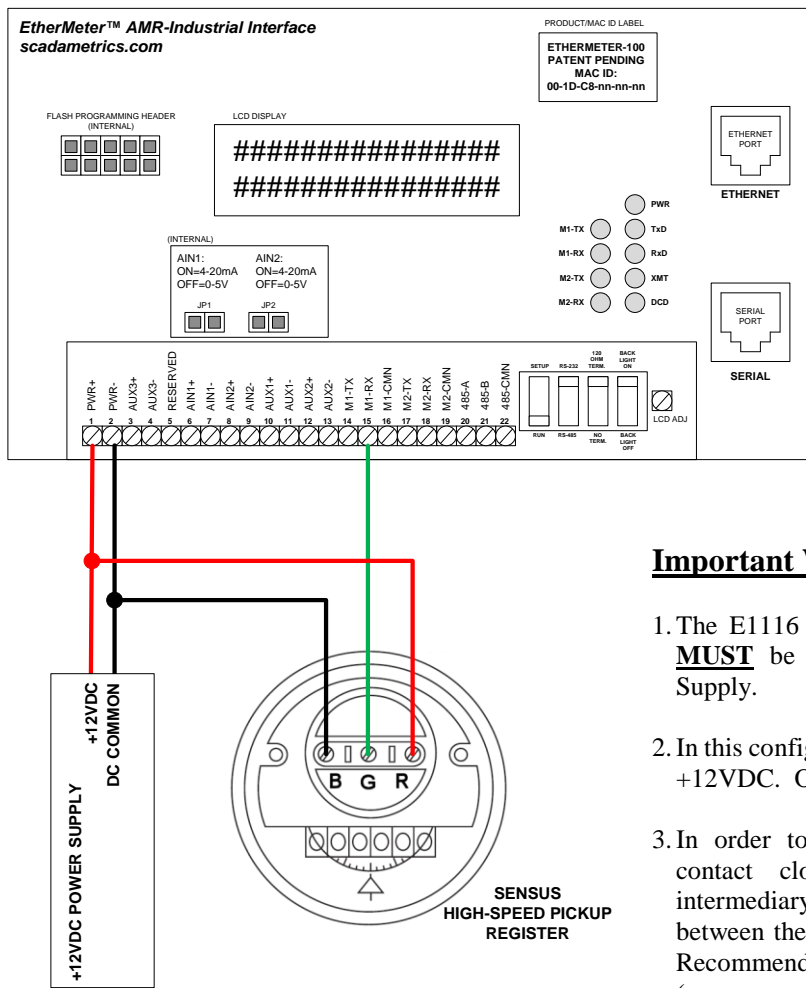 EtherMeter™ AMR-Industrial Interface
scadametrics.com
PRODUCT/MAC ID LABEL
ETHERMETER-100
PATENT PENDING
MAC ID:
00-1D-C8-nn-nn-nn
FLASH PROGRAMMING HEADER
(INTERNAL)
LCD DISPLAY
################
################
ETHERNET
PORT
ETHERNET
PWR
M1-TX
TxD
M1-RX
RxD
M2-TX
XMT
M2-RX
DCD
(INTERNAL)
AIN1:
ON=4-20mA
OFF=0-5V
AIN2:
ON=4-20mA
OFF=0-5V
JP1
JP2
SERIAL
PORT
SERIAL
PWR+
PWR-
AUX3+
AUX3-
RESERVED
AIN1+
AIN1-
AIN2+
AIN2-
AUX1+
AUX1-
AUX2+
AUX2-
M1-TX
M1-RX
M1-CMN
M2-TX
M2-RX
M2-CMN
485-A
485-B
485-CMN
1 2 3 4 5 6 7 8 9 10 11 12 13 14 15 16 17 18 19 20 21 22
SETUP
RS-232
120
OHM
TERM.
BACK
LIGHT
ON
RUN
RS-485
NO
TERM.
BACK
LIGHT
OFF
LCD ADJ
+12VDC
DC COMMON
+12VDC POWER SUPPLY
B G R
SENSUS
HIGH-SPEED PICKUP
REGISTER
Important
1. The E1116
MUST be
Supply.
2. In this
+12VDC.
3. In order to
contact
intermediary
between the